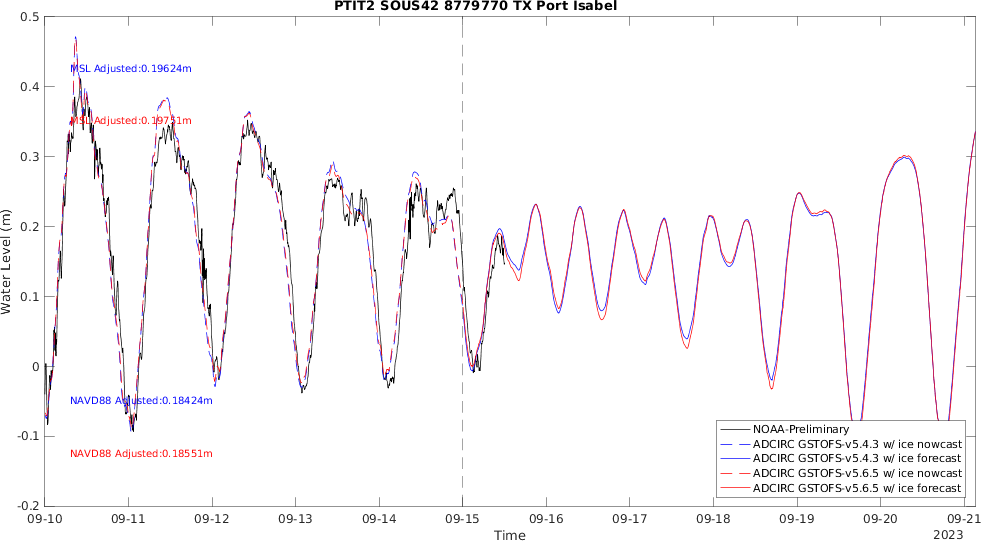 PTIT2 SOUS42 8779770 TX Port Isabel
0.5
0.4
0.3
0.2
0.1
0
-0.1
-0.2
Water Level (m)
MSL Adjusted:0.19624m
MSL Adjusted:0.19751m
NAVD88 Adjusted:0.18424m
NAVD88 Adjusted:0.18551m
NOAA-Preliminary
ADCIRC GSTOFS-v5.4.3 w/ ice nowcast
ADCIRC GSTOFS-v5.4.3 w/ ice forecast
ADCIRC GSTOFS-v5.6.5 w/ ice nowcast
ADCIRC GSTOFS-v5.6.5 w/ ice forecast
09-10 09-11 09-12 09-13 09-14 09-15 09-16 09-17 09-18 09-19 09-20 09-21
Time
2023